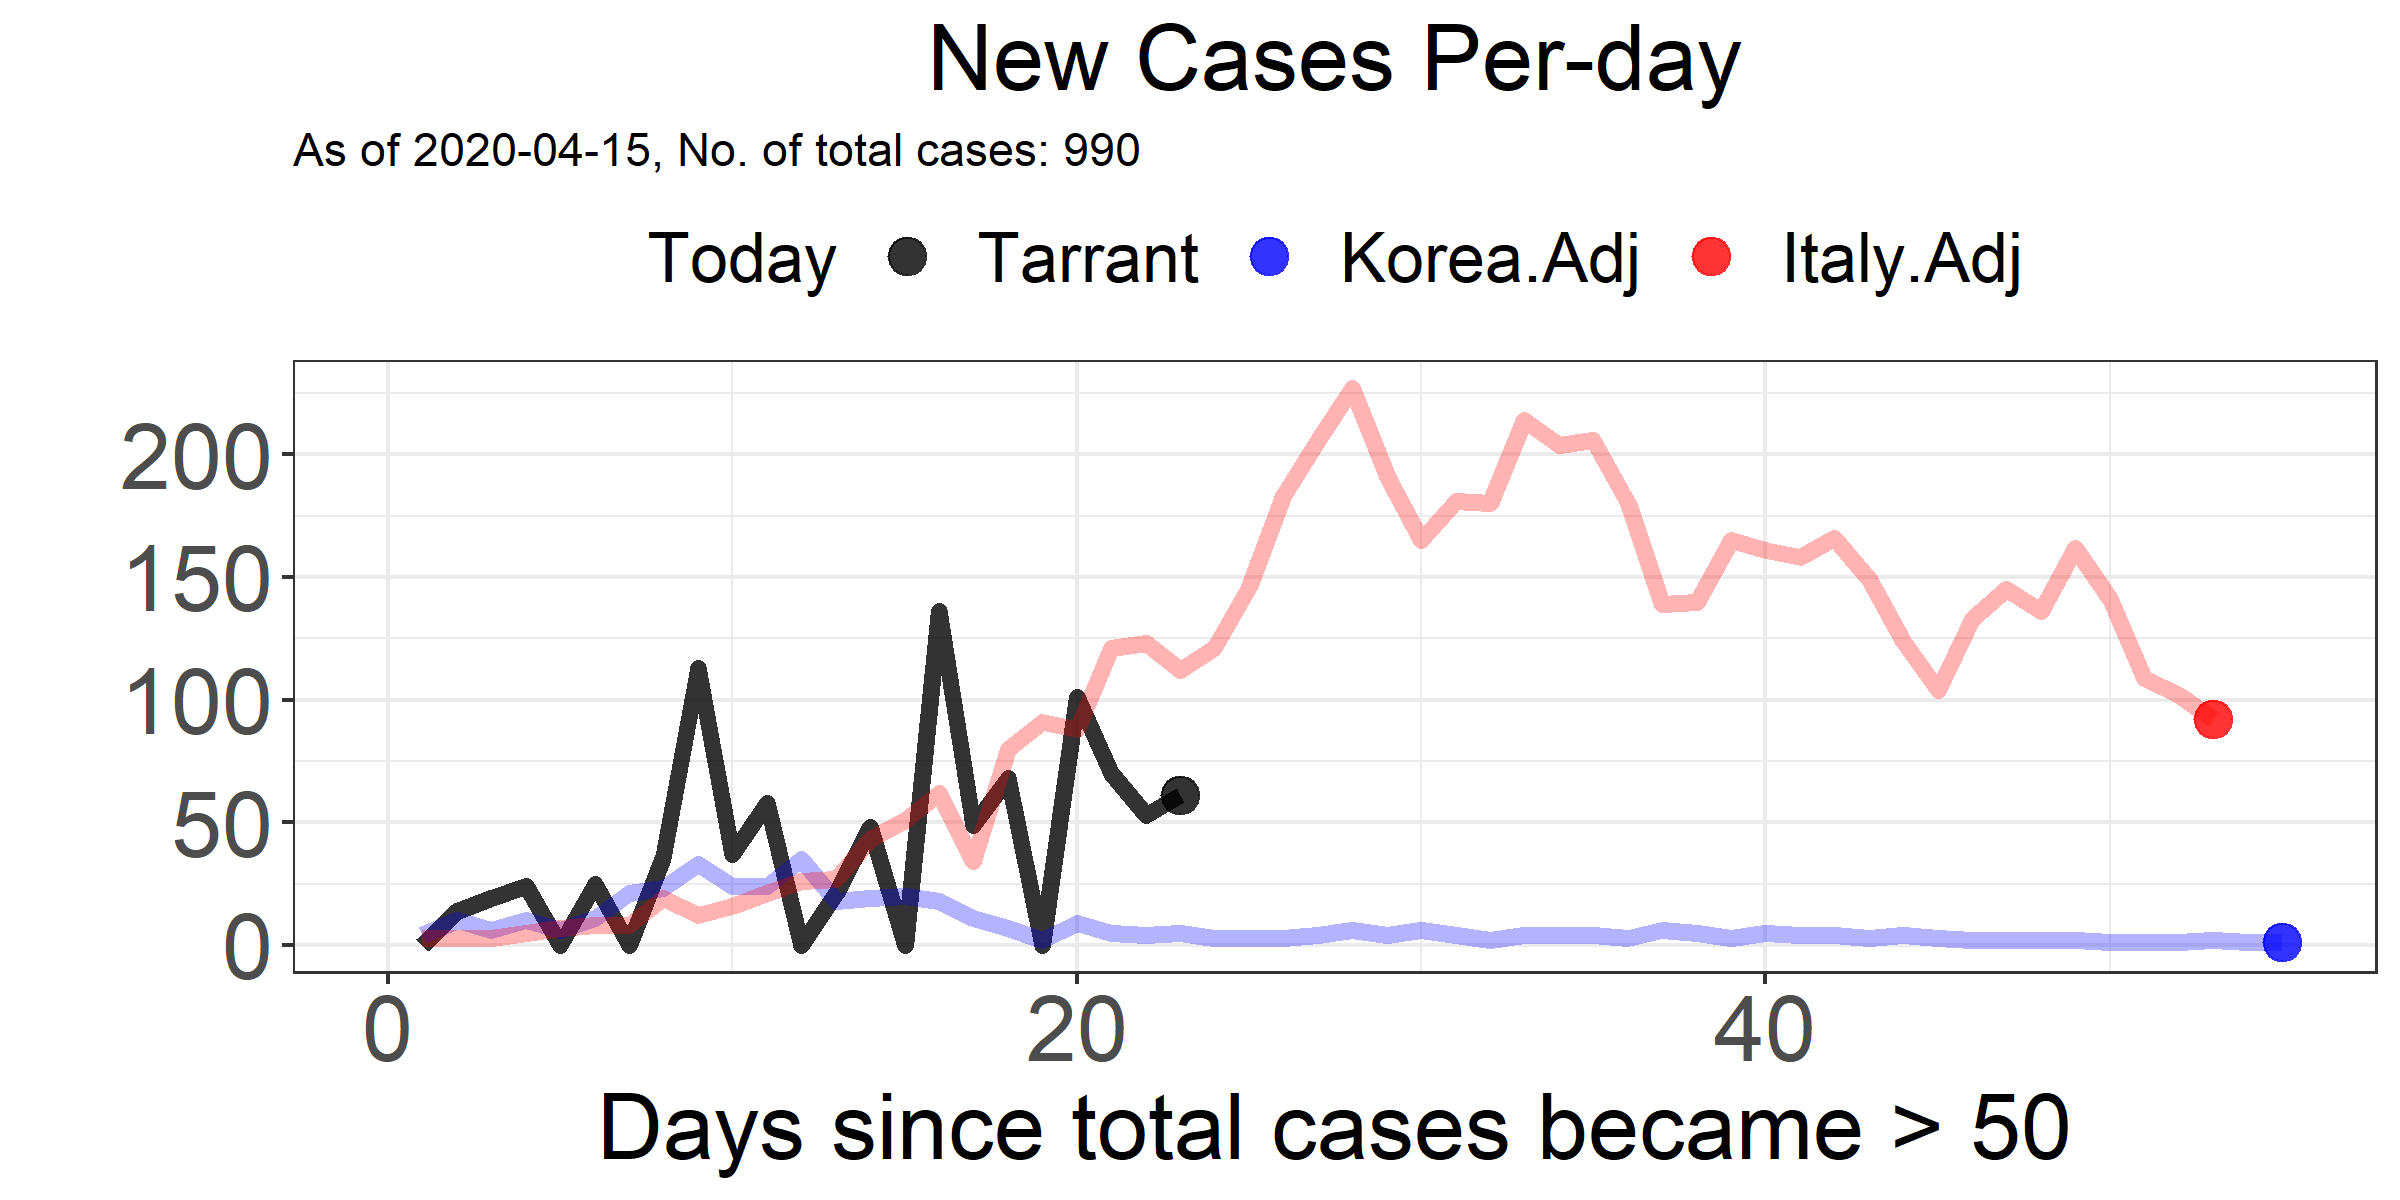 New Cases Per-day
As of 2020-04-15, No. of total cases: 990
Today Tarrant Korea.Adj Italy.Adj
200
150
100
50
0
0 20 40
Days since total cases became > 50